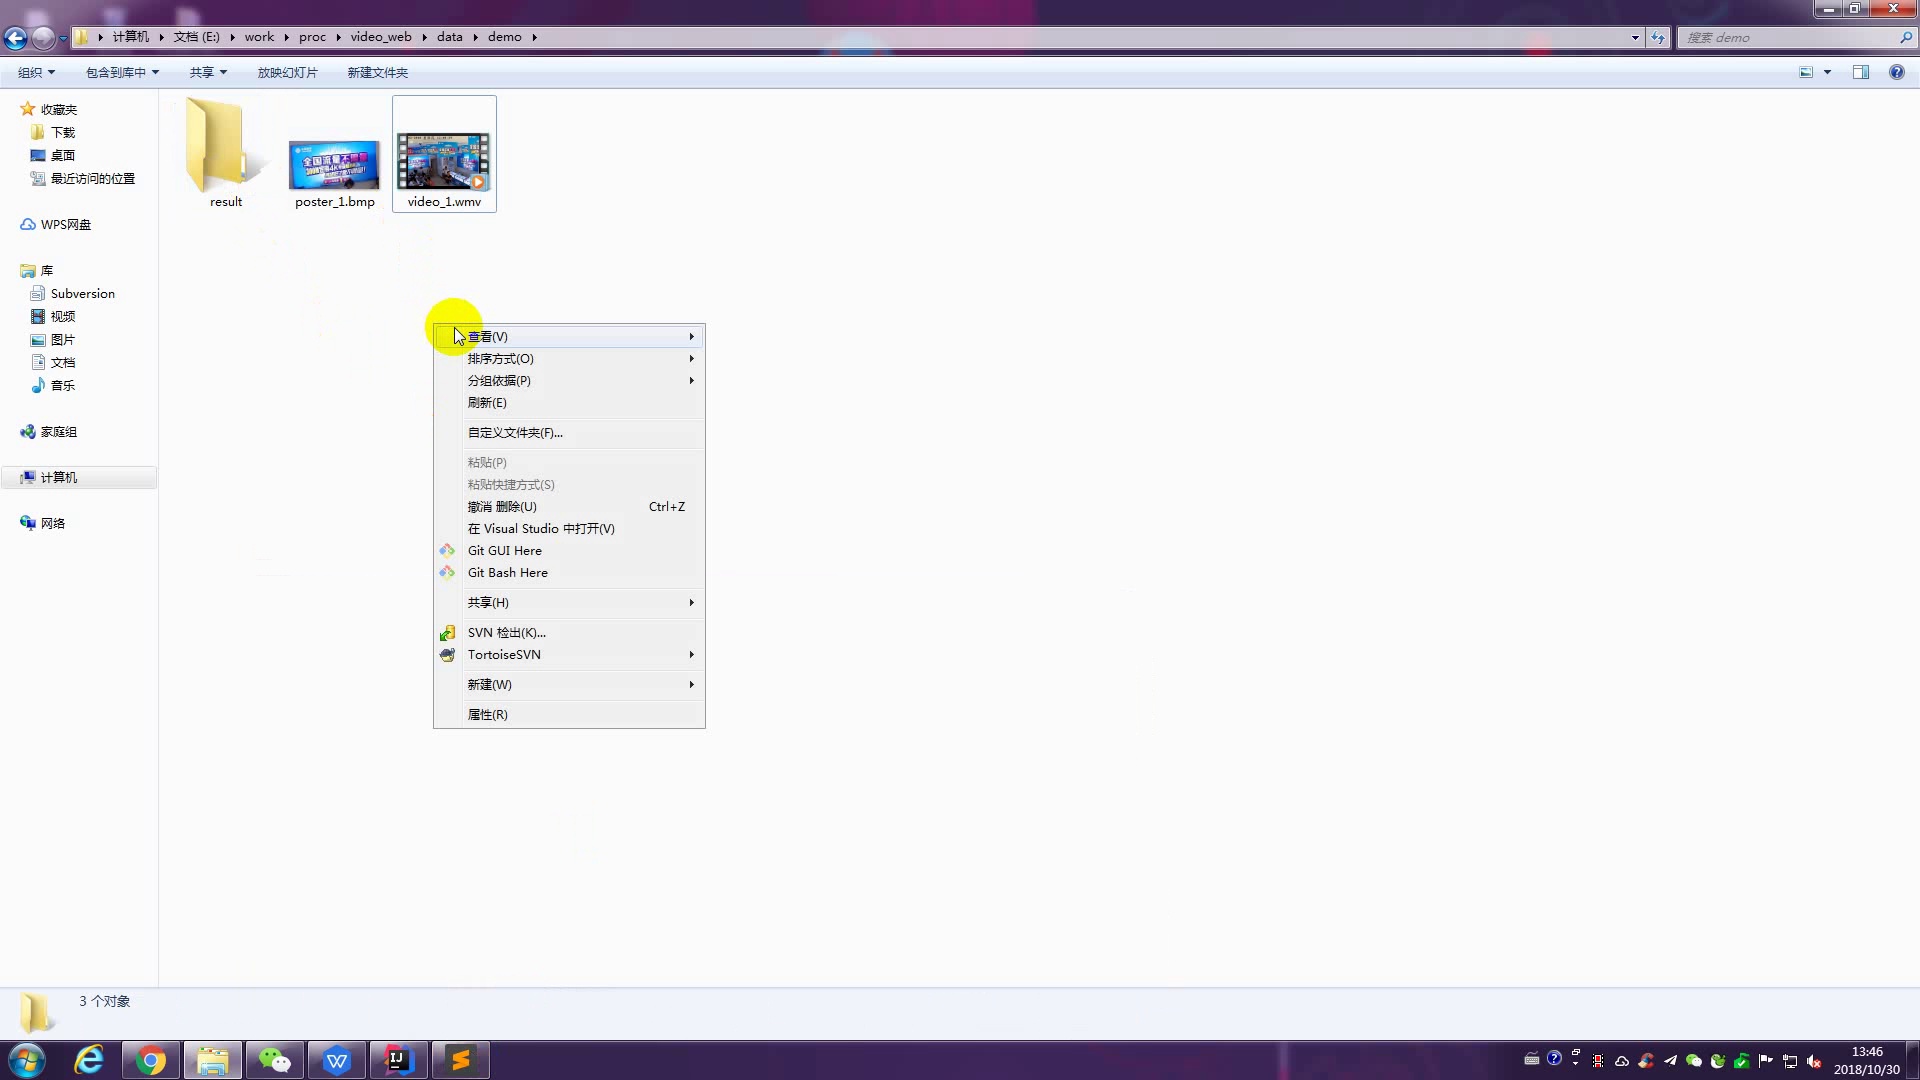 计算机 文档 (E:) work proc video_web data demo
搜索 demo
组织 包含到库中 共享 放映幻灯片 新建文件夹
收藏夹
下载
桌面
最近访问的位置
WPS网盘
库
Subversion
视频
图片
文档
音乐
家庭组
计算机
网络
全国流量不限量
result poster_1.bmp video_1.wmv
查看(V)
排序方式(O)
分组依据(P)
刷新(E)
自定义文件夹(F)...
粘贴(P)
粘贴快捷方式(S)
撤消 删除(U) Ctrl+Z
在 Visual Studio 中打开(V)
Git GUI Here
Git Bash Here
共享(H)
SVN 检出(K)...
TortoiseSVN
新建(W)
属性(R)
3 个对象
13:46
2018/10/30